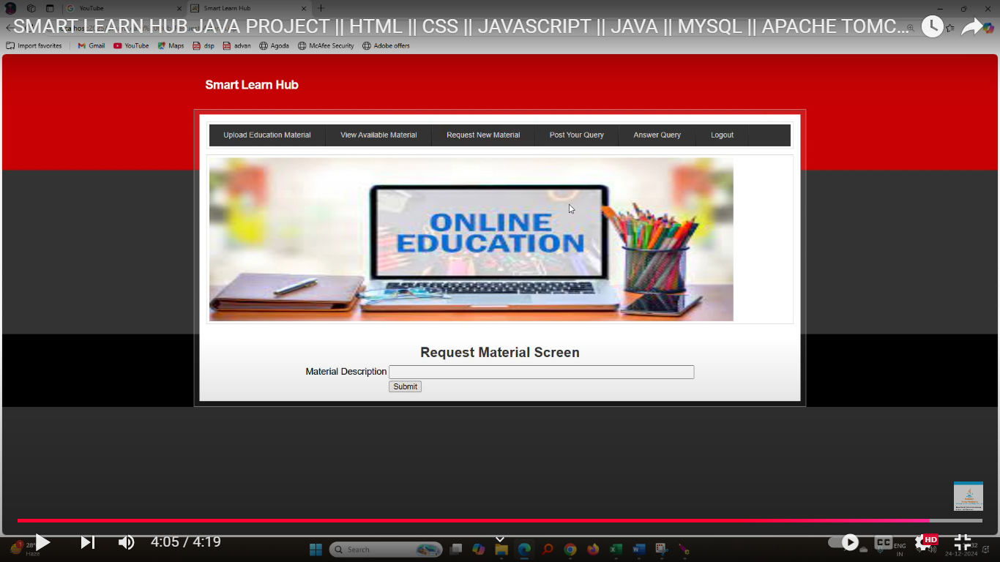 YouTube
Smart Learn Hub
SMART LEARN HUB JAVA PROJECT || HTML || CSS || JAVASCRIPT || JAVA || MYSQL || APACHE TOMC...
Import favorites
Gmail
YouTube
Maps
dsp
advan
Agoda
McAfee Security
Adobe offers
Smart Learn Hub
Upload Education Material
View Available Material
Request New Material
Post Your Query
Answer Query
Logout
ONLINE
EDUCATION
Request Material Screen
Material Description
Submit
4:05 / 4:19
CC
HD
28°
Haze
Search
ENG
IN
24-12-2024